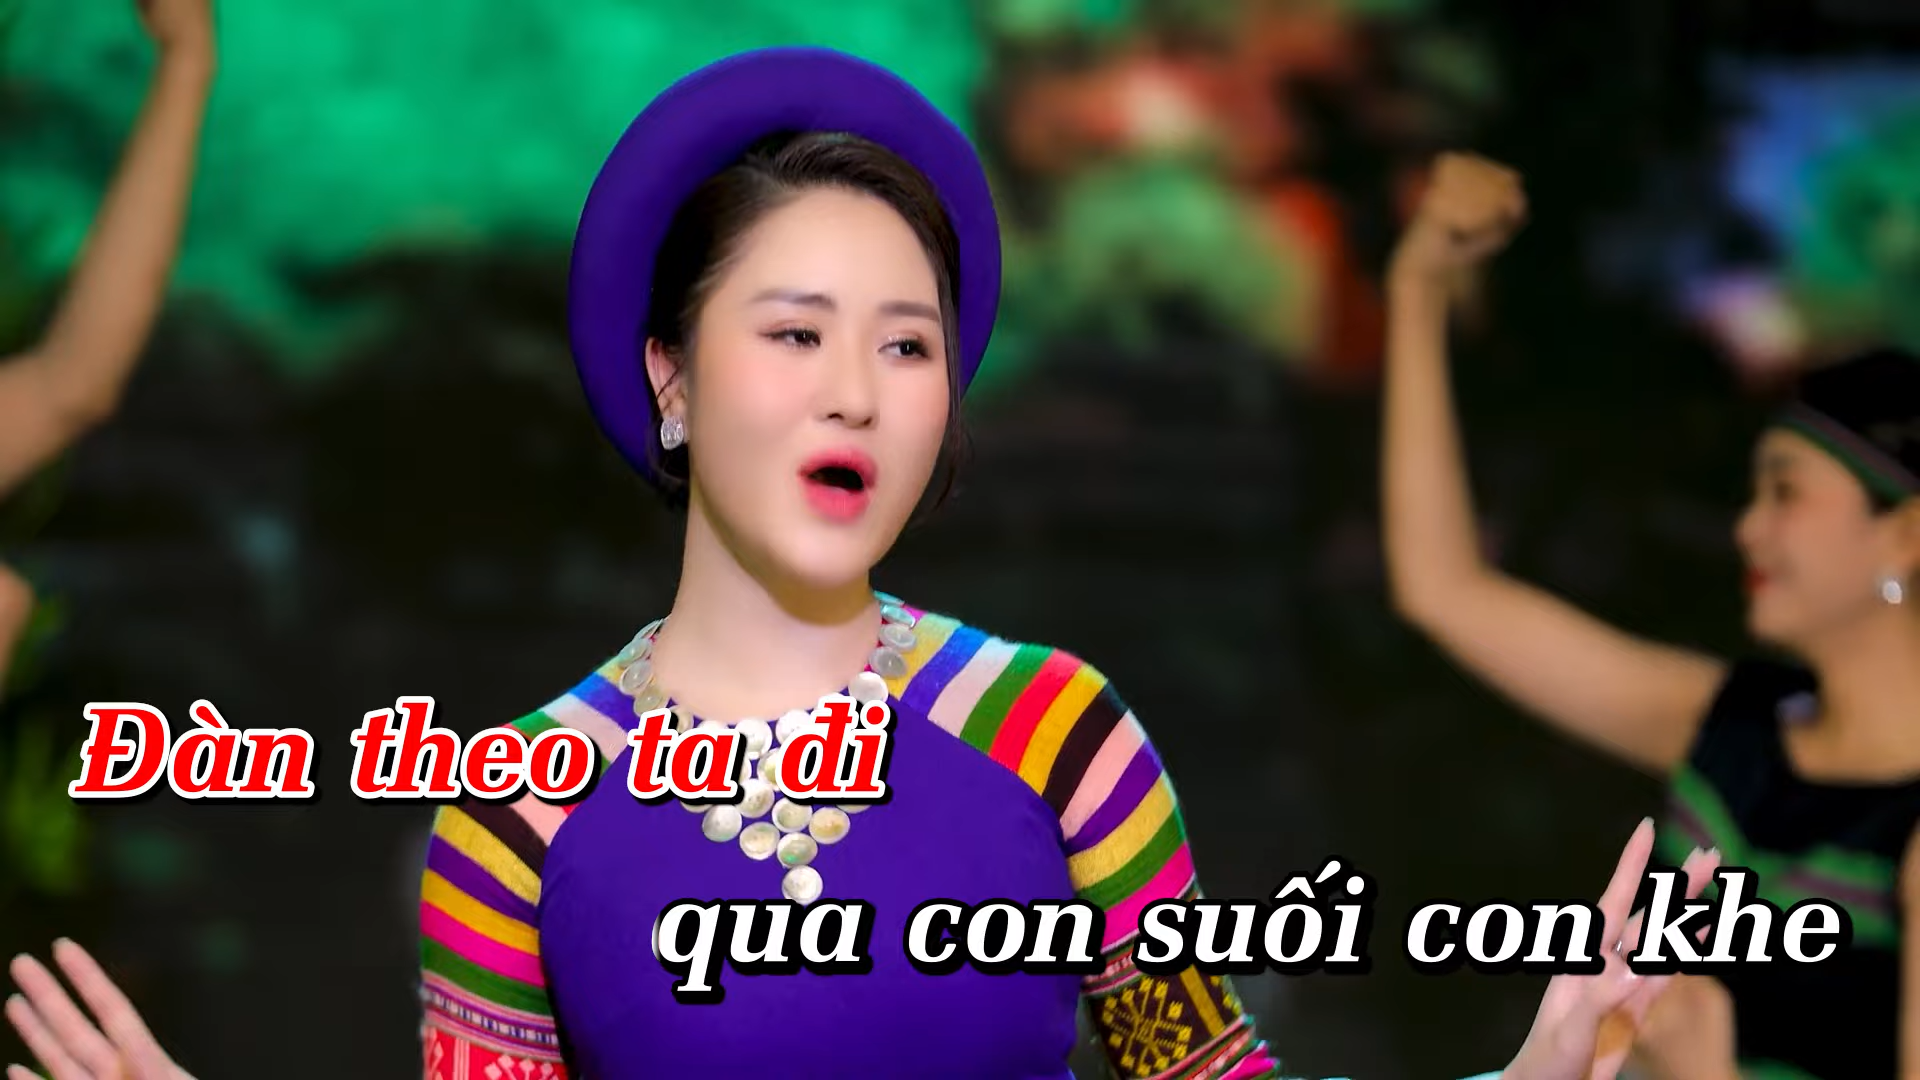 Đàn theo ta đi
qua con suối con khe